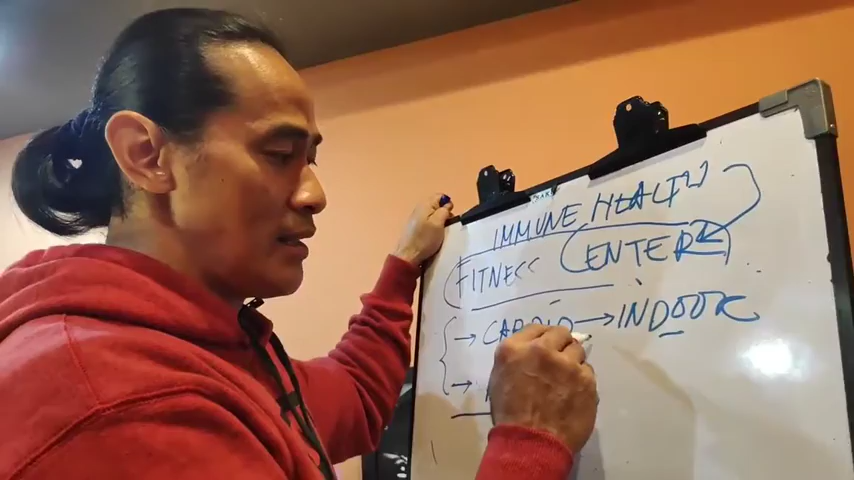 IMMUNE HEALTH
FITNESS CENTER
→ CARDIO → INDOOR
→